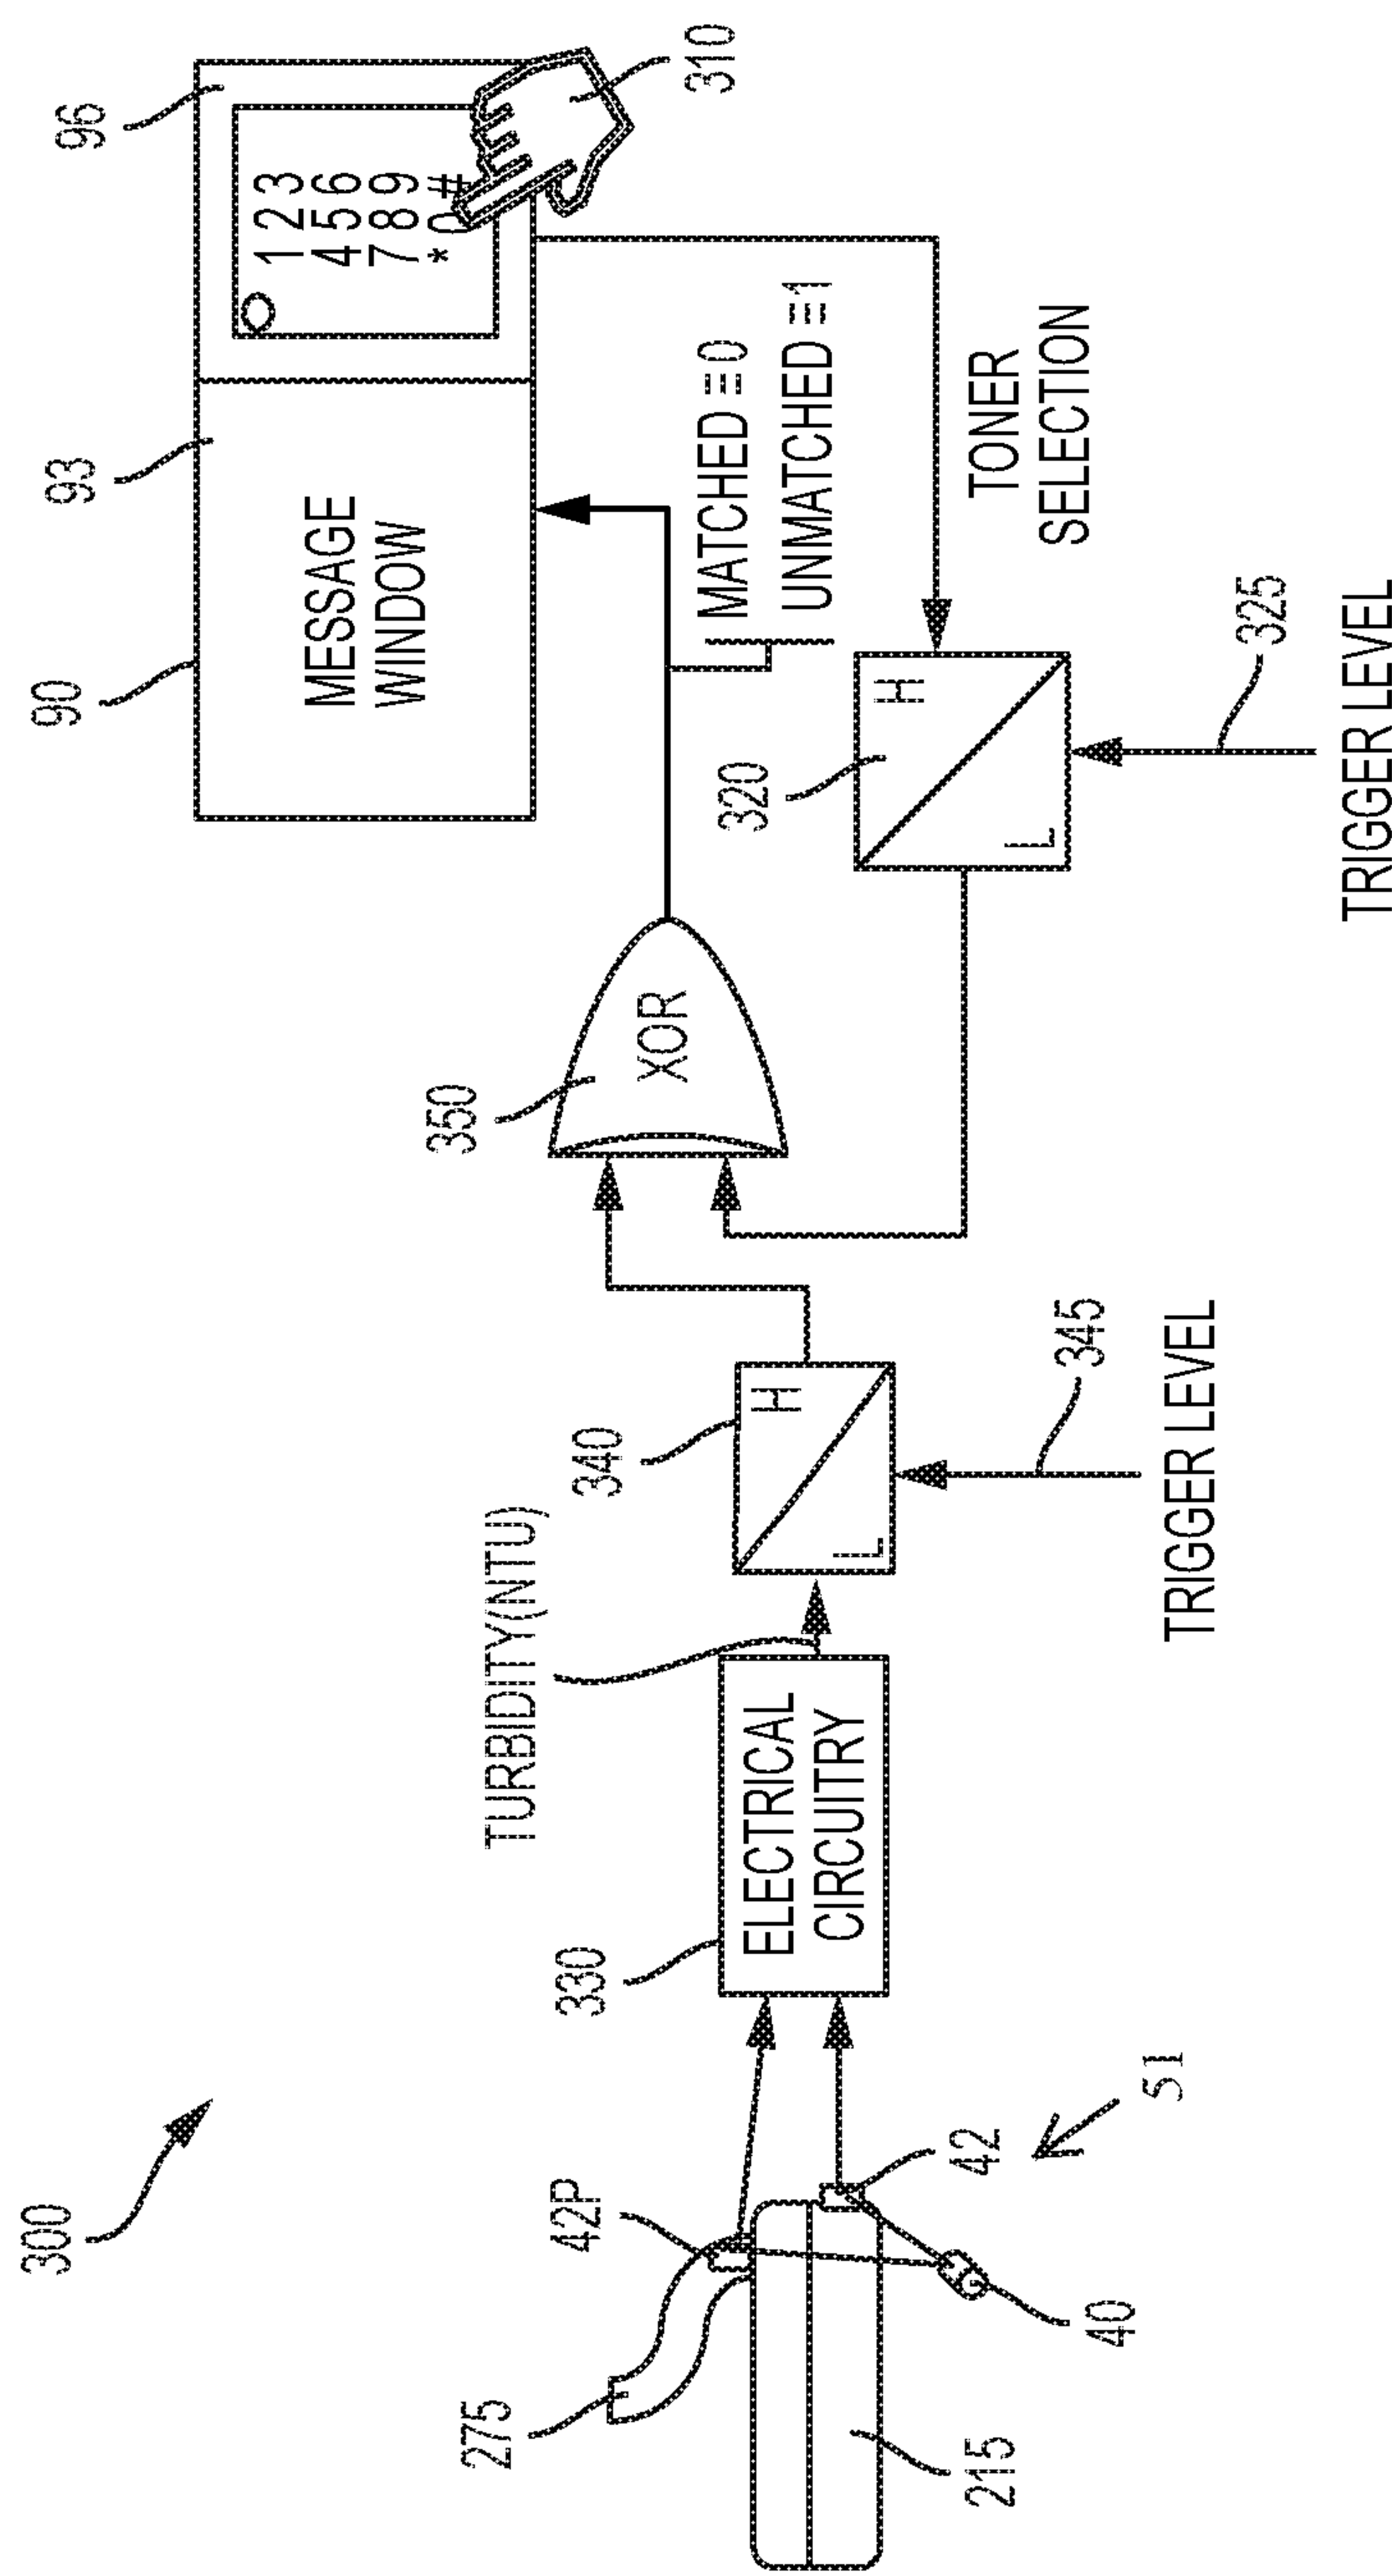 300
90
93
96
MESSAGE
WINDOW
1 2 3
4 5 6
7 8 9
* 0 #
310
MATCHED ≡ 0
UNMATCHED ≡ 1
TONER
SELECTION
350
XOR
320
H
L
325
TRIGGER LEVEL
TURBIDITY(NTU)
340
H
L
345
TRIGGER LEVEL
330
ELECTRICAL
CIRCUITRY
275
42P
42
51
40
215